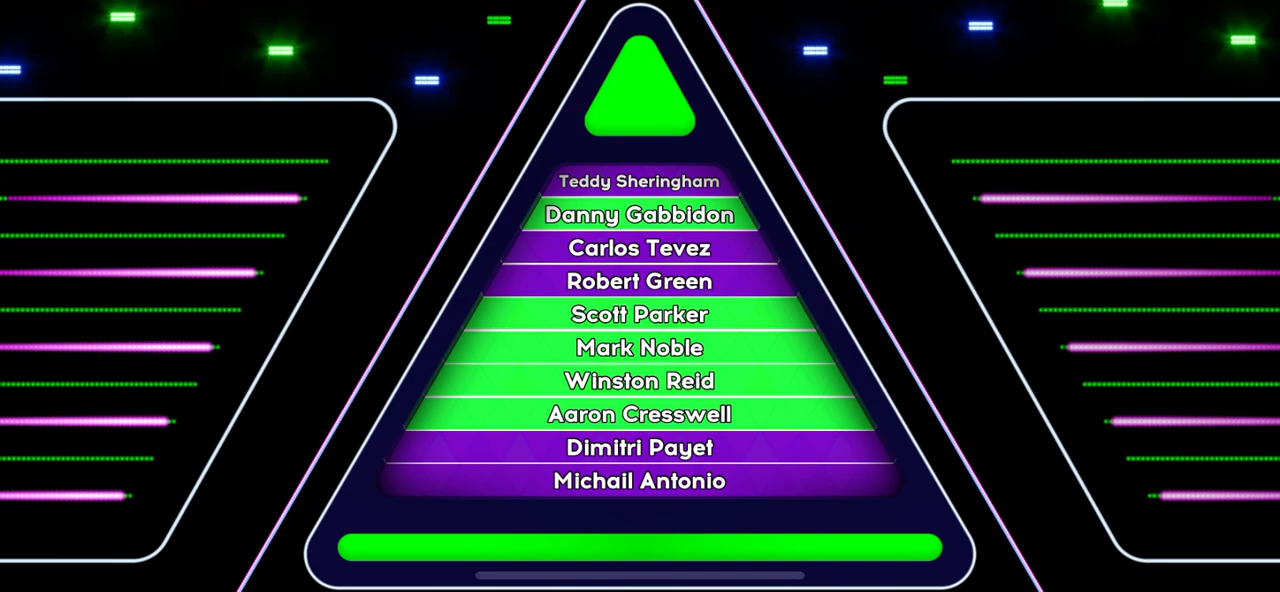 Teddy Sheringham
Danny Gabbidon
Carlos Tevez
Robert Green
Scott Parker
Mark Noble
Winston Reid
Aaron Cresswell
Dimitri Payet
Michail Antonio